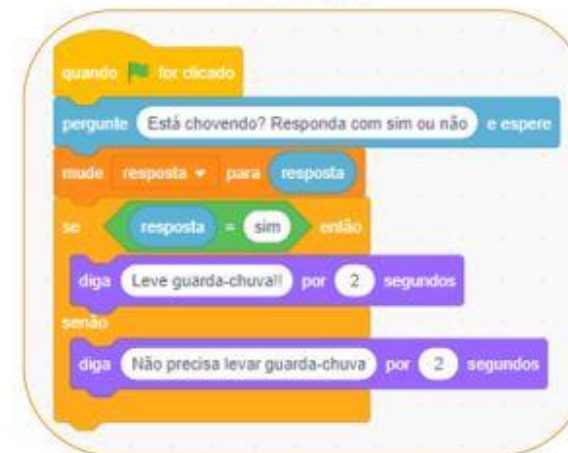 quando for clicado
pergunte Está chovendo? Responda com sim ou não e espere
mude resposta para resposta
se resposta = sim então
diga Leve guarda-chuva!! por 2 segundos
senão
diga Não precisa levar guarda-chuva por 2 segundos